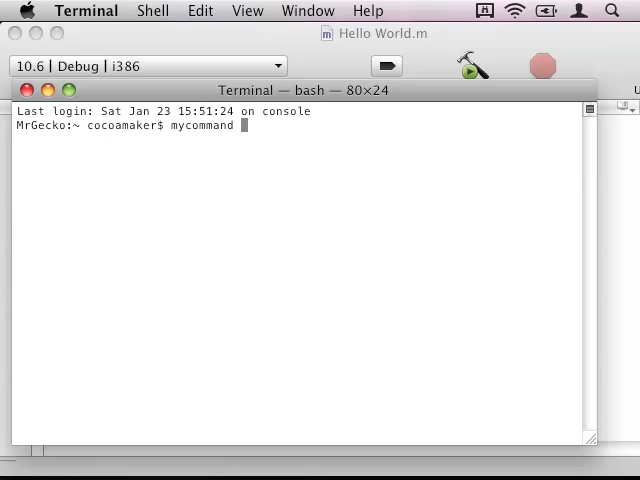 Terminal Shell Edit View Window Help
Hello World.m
10.6 | Debug | i386
Terminal — bash — 80×24
Last login: Sat Jan 23 15:51:24 on console
MrGecko:~ cocoamaker$ mycommand